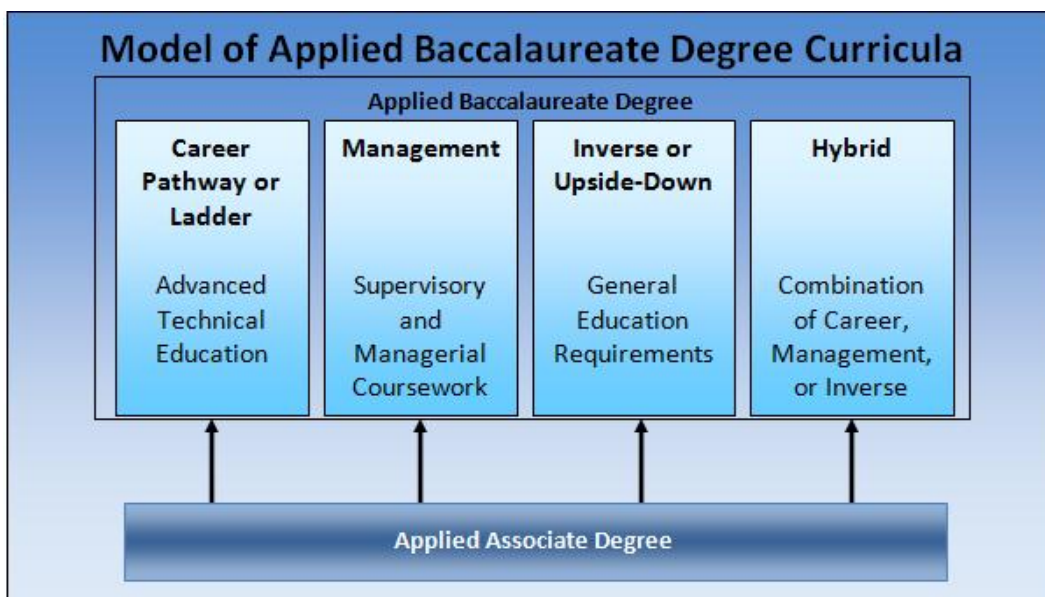 Model of Applied Baccalaureate Degree Curricula
Applied Baccalaureate Degree
Career
Pathway or
Ladder
Advanced
Technical
Education
Management
Supervisory
and
Managerial
Coursework
Inverse or
Upside-Down
General
Education
Requirements
Hybrid
Combination
of Career,
Management,
or Inverse
Applied Associate Degree